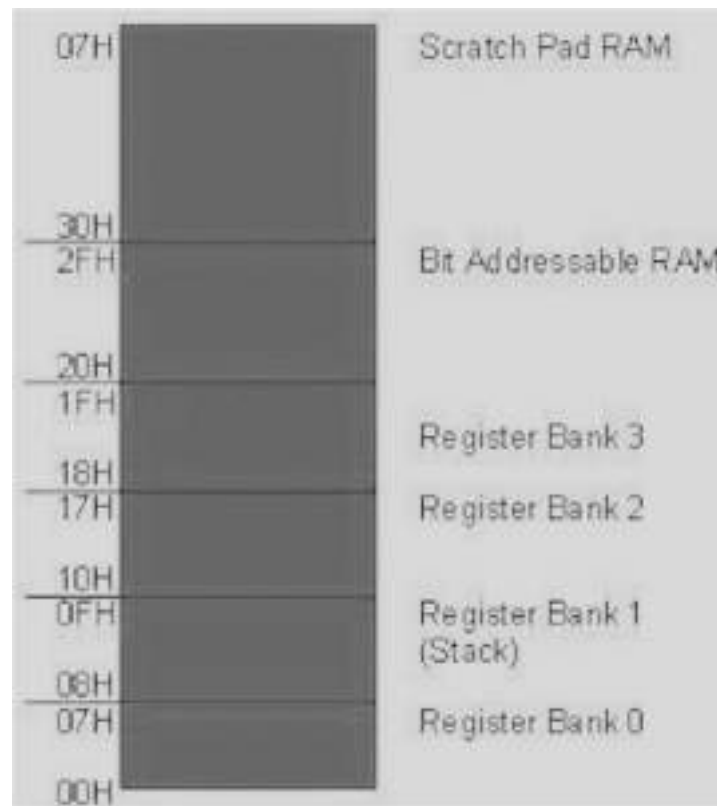 07H Scratch Pad RAM
30H
2FH Bit Addressable RAM
20H
1FH
Register Bank 3
18H
17H Register Bank 2
10H
0FH Register Bank 1
(Stack)
08H
07H Register Bank 0
00H